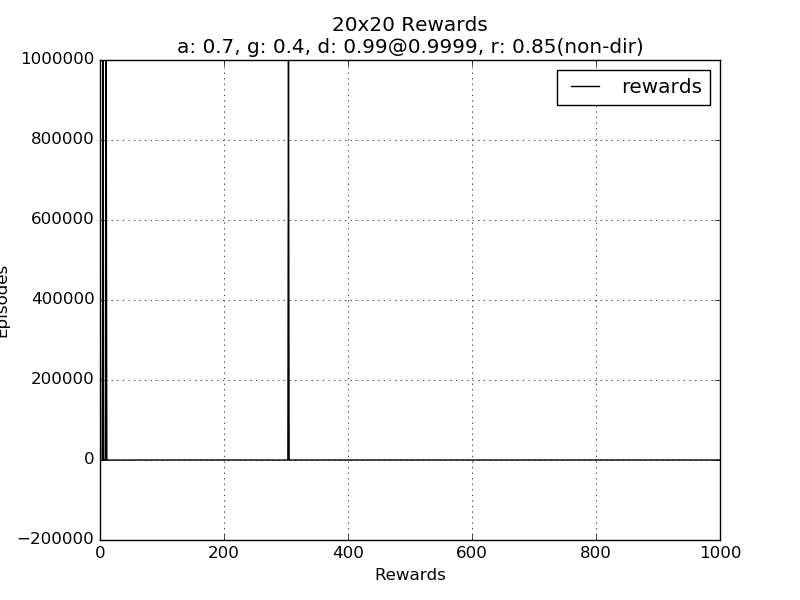 20x20 Rewards
a: 0.7, g: 0.4, d: 0.99@0.9999, r: 0.85(non-dir)
rewards
1000000
800000
600000
400000
200000
0
−200000
Episodes
0 200 400 600 800 1000
Rewards